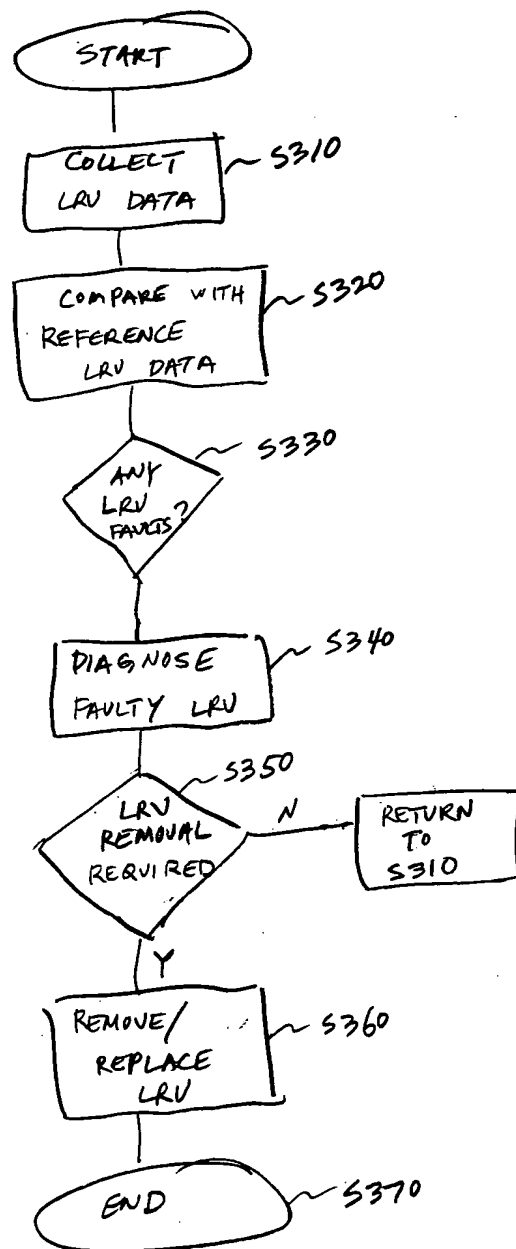 START
COLLECT
LRU DATA
S310
COMPARE WITH
REFERENCE
LRU DATA
S320
ANY
LRU
FAULTS?
S330
DIAGNOSE
FAULTY LRU
S340
LRU
REMOVAL
REQUIRED
S350
N
RETURN
TO
S310
Y
REMOVE/
REPLACE
LRU
S360
END
S370